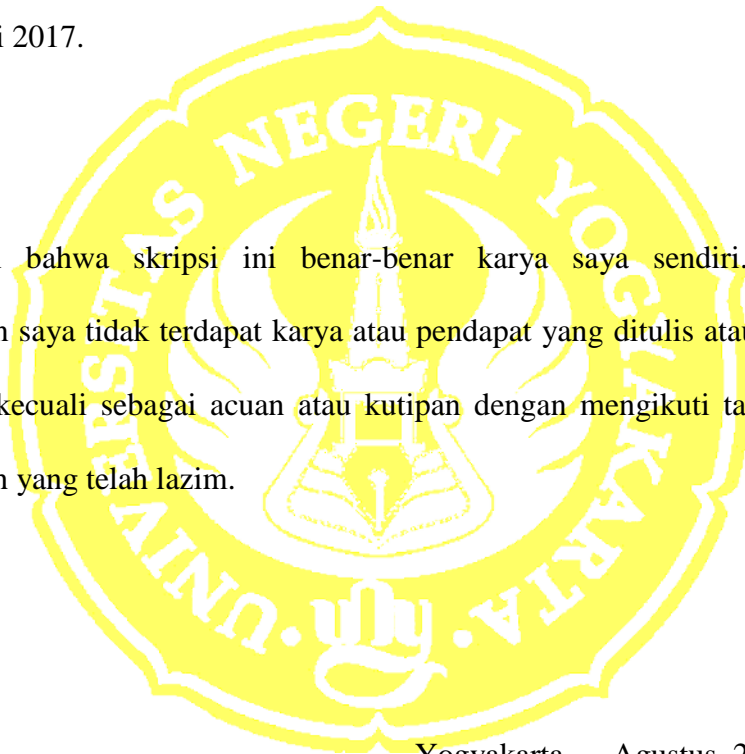 2017.
NEGERI
UNIVERSITAS NEGERI YOGYAKARTA
bahwa skripsi ini benar-benar karya saya sendiri.
saya tidak terdapat karya atau pendapat yang ditulis atau
kecuali sebagai acuan atau kutipan dengan mengikuti
yang telah lazim.
uny
Yogyakarta Agustus